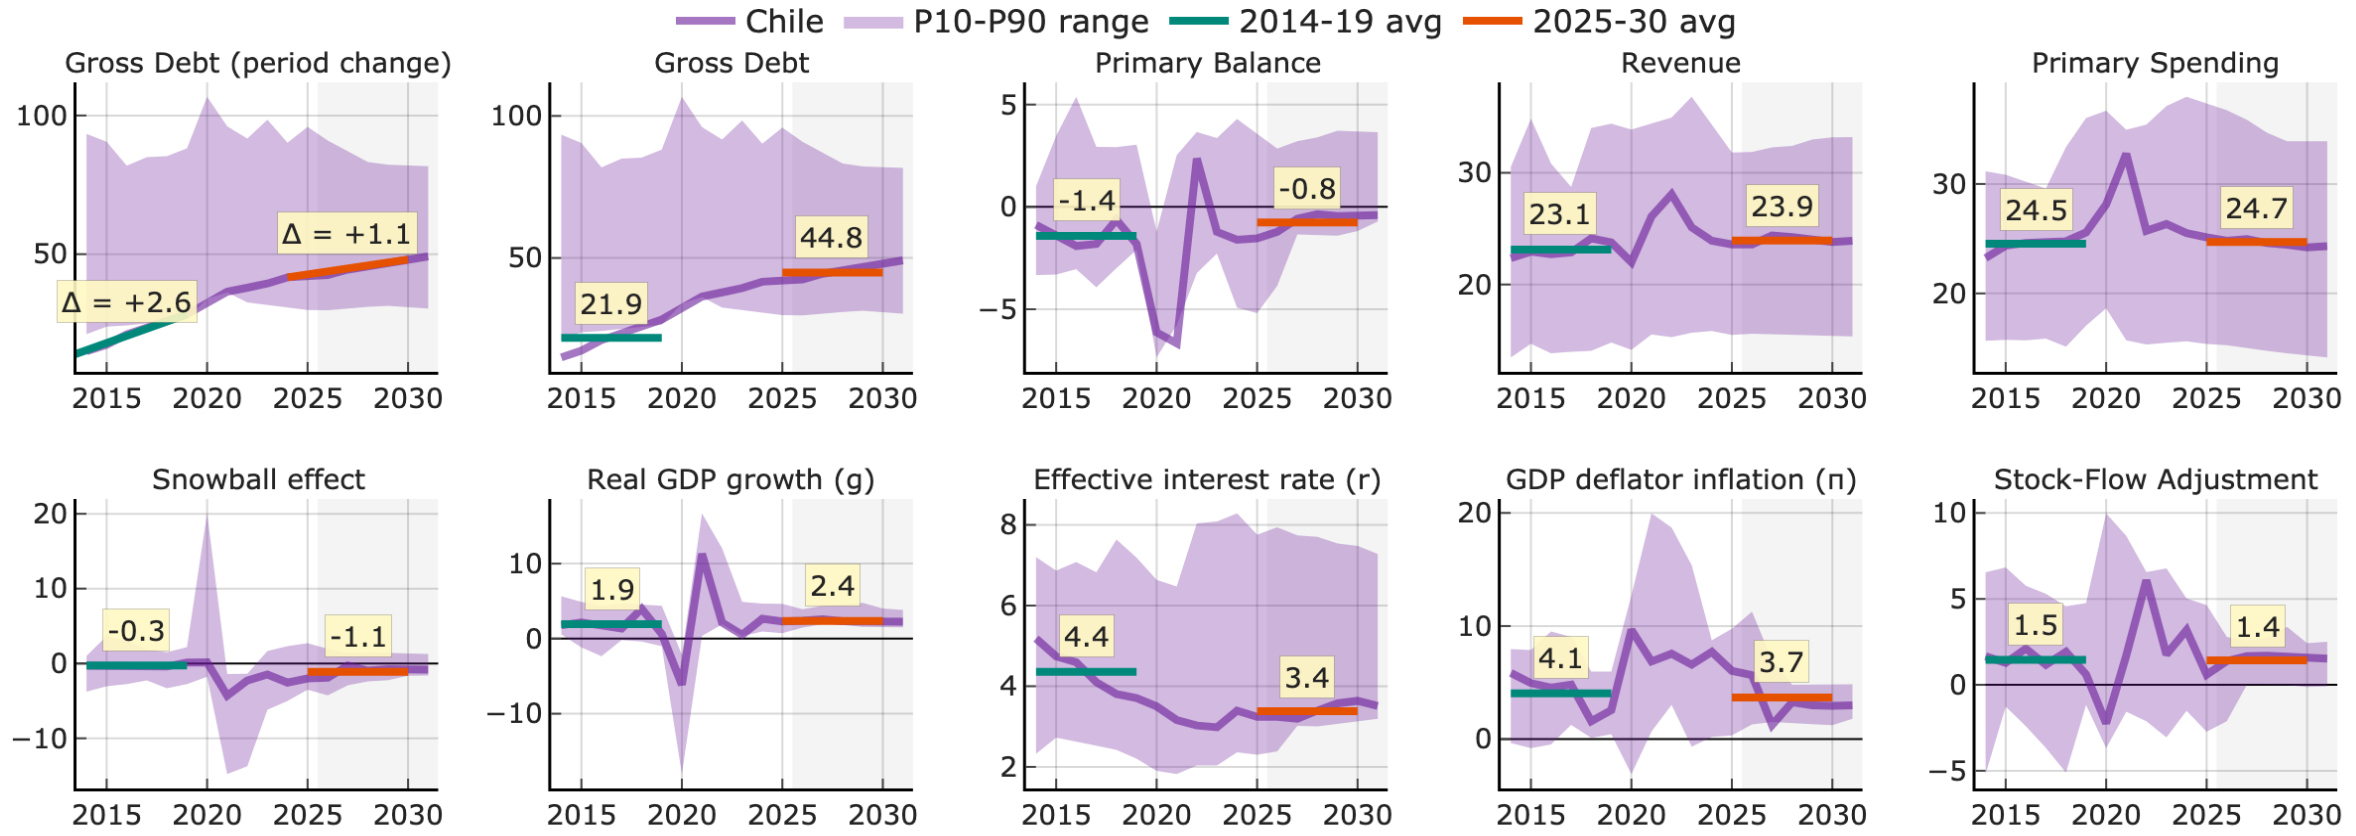 Chile P10-P90 range 2014-19 avg 2025-30 avg
Gross Debt (period change)
100
50
Δ = +2.6
Δ = +1.1
2015 2020 2025 2030
Gross Debt
100
50
21.9
44.8
2015 2020 2025 2030
Primary Balance
5
0
−5
-1.4
-0.8
2015 2020 2025 2030
Revenue
30
20
23.1
23.9
2015 2020 2025 2030
Primary Spending
30
20
24.5
24.7
2015 2020 2025 2030
Snowball effect
20
10
0
−10
-0.3
-1.1
2015 2020 2025 2030
Real GDP growth (g)
10
0
−10
1.9
2.4
2015 2020 2025 2030
Effective interest rate (r)
8
6
4
2
4.4
3.4
2015 2020 2025 2030
GDP deflator inflation (π)
20
10
0
4.1
3.7
2015 2020 2025 2030
Stock-Flow Adjustment
10
5
0
−5
1.5
1.4
2015 2020 2025 2030